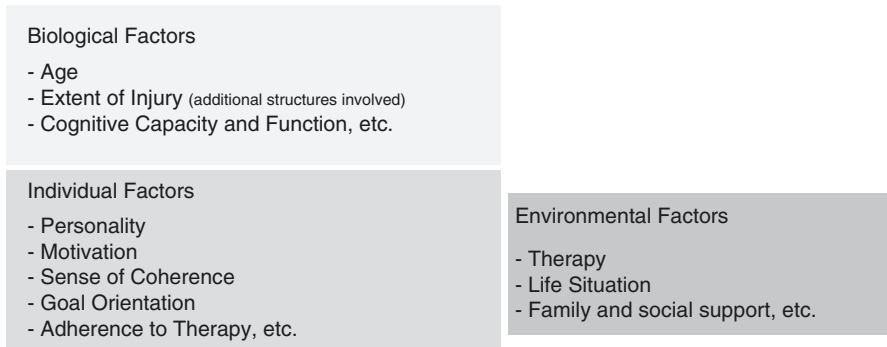 Biological Factors
- Age
- Extent of Injury (additional structures involved)
- Cognitive Capacity and Function, etc.
Individual Factors
- Personality
- Motivation
- Sense of Coherence
- Goal Orientation
- Adherence to Therapy, etc.
Environmental Factors
- Therapy
- Life Situation
- Family and social support, etc.